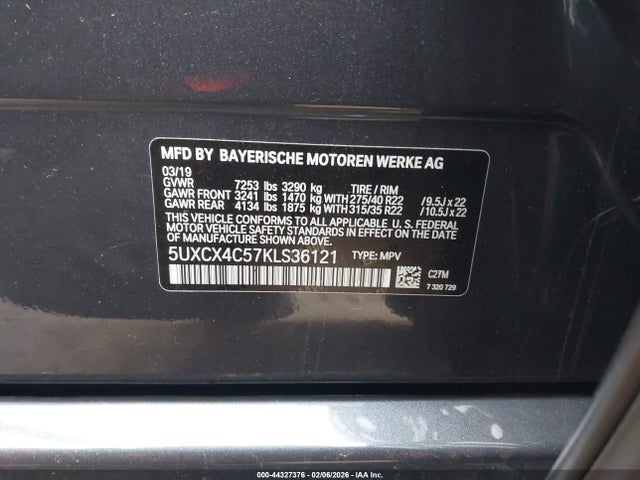 MFD BY BAYERISCHE MOTOREN WERKE AG
03/19
GVWR 7253 lbs 3290 kg TIRE / RIM
GAWR FRONT 3241 lbs 1470 kg WITH 275/40 R22 / 9.5J x 22
GAWR REAR 4134 lbs 1875 kg WITH 315/35 R22 / 10.5J x 22
THIS VEHICLE CONFORMS TO ALL APPLICABLE U. S. FEDERAL
MOTOR VEHICLE SAFETY STANDARDS IN EFFECT ON THE DATE OF
MANUFACTURE SHOWN ABOVE.
5UXCX4C57KLS36121 TYPE: MPV
C27M
7 320 729
000-44327376 - 02/06/2026 - IAA Inc.